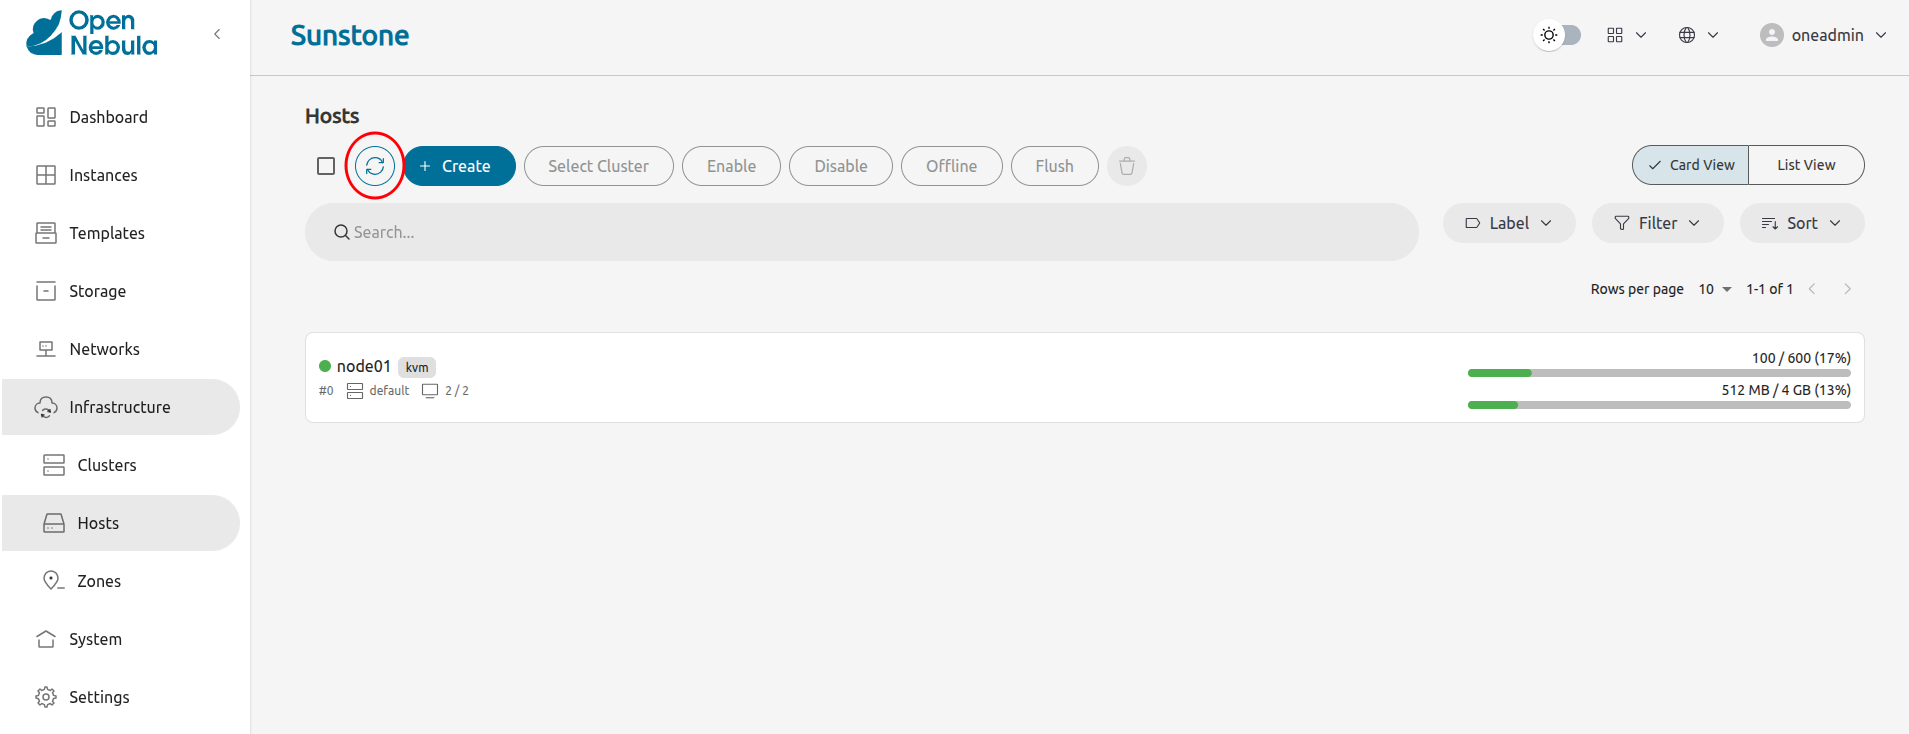 Open
Nebula
Sunstone
oneadmin
Dashboard
Instances
Templates
Storage
Networks
Infrastructure
Clusters
Hosts
Zones
System
Settings
Hosts
+ Create
Select Cluster
Enable
Disable
Offline
Flush
Card View
List View
Search...
Label
Filter
Sort
Rows per page 10 1-1 of 1
node01 kvm
#0 default 2 / 2
100 / 600 (17%)
512 MB / 4 GB (13%)